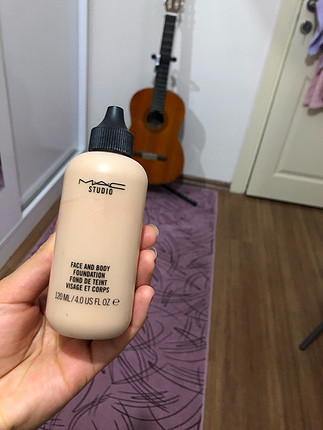 MAC
STUDIO
FACE AND BODY
FOUNDATION
FOND DE TEINT
VISAGE ET CORPS
120 ML / 4.0 US FL OZ ℮